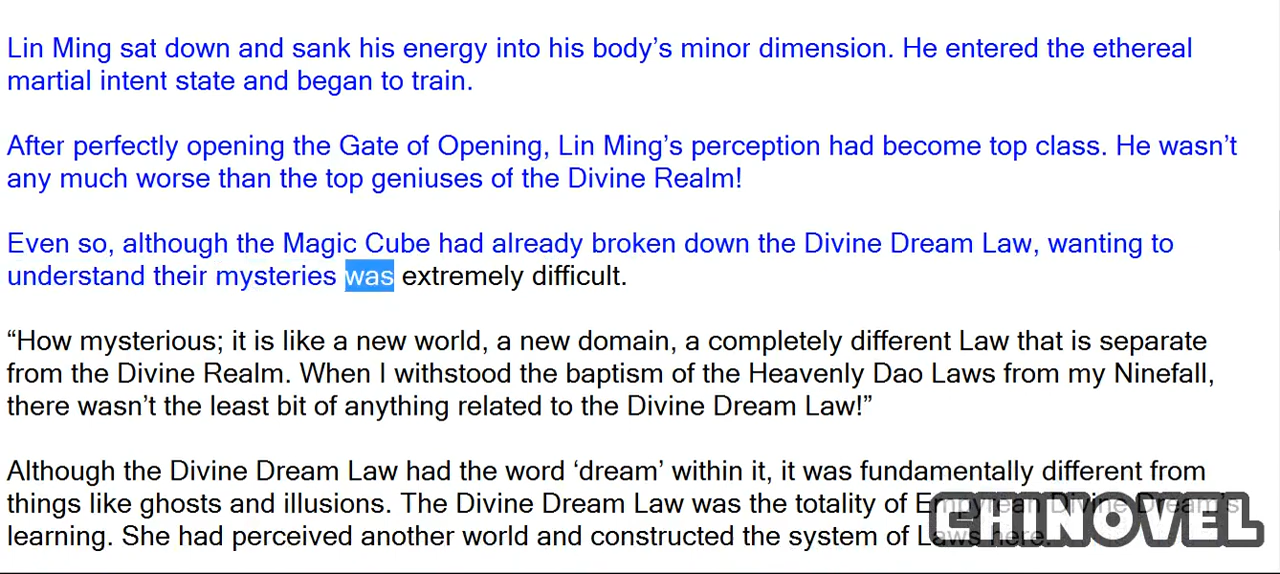 Lin Ming sat down and sank his energy into his body’s minor dimension. He entered the ethereal
martial intent state and began to train.
After perfectly opening the Gate of Opening, Lin Ming’s perception had become top class. He wasn’t
any much worse than the top geniuses of the Divine Realm!
Even so, although the Magic Cube had already broken down the Divine Dream Law, wanting to
understand their mysteries was extremely difficult.
“How mysterious; it is like a new world, a new domain, a completely different Law that is separate
from the Divine Realm. When I withstood the baptism of the Heavenly Dao Laws from my Ninefall,
there wasn’t the least bit of anything related to the Divine Dream Law!”
Although the Divine Dream Law had the word ‘dream’ within it, it was fundamentally different from
things like ghosts and illusions. The Divine Dream Law was the totality of Empyrean Divine Dream’s
learning. She had perceived another world and constructed the system of Laws here.
CHINOVEL